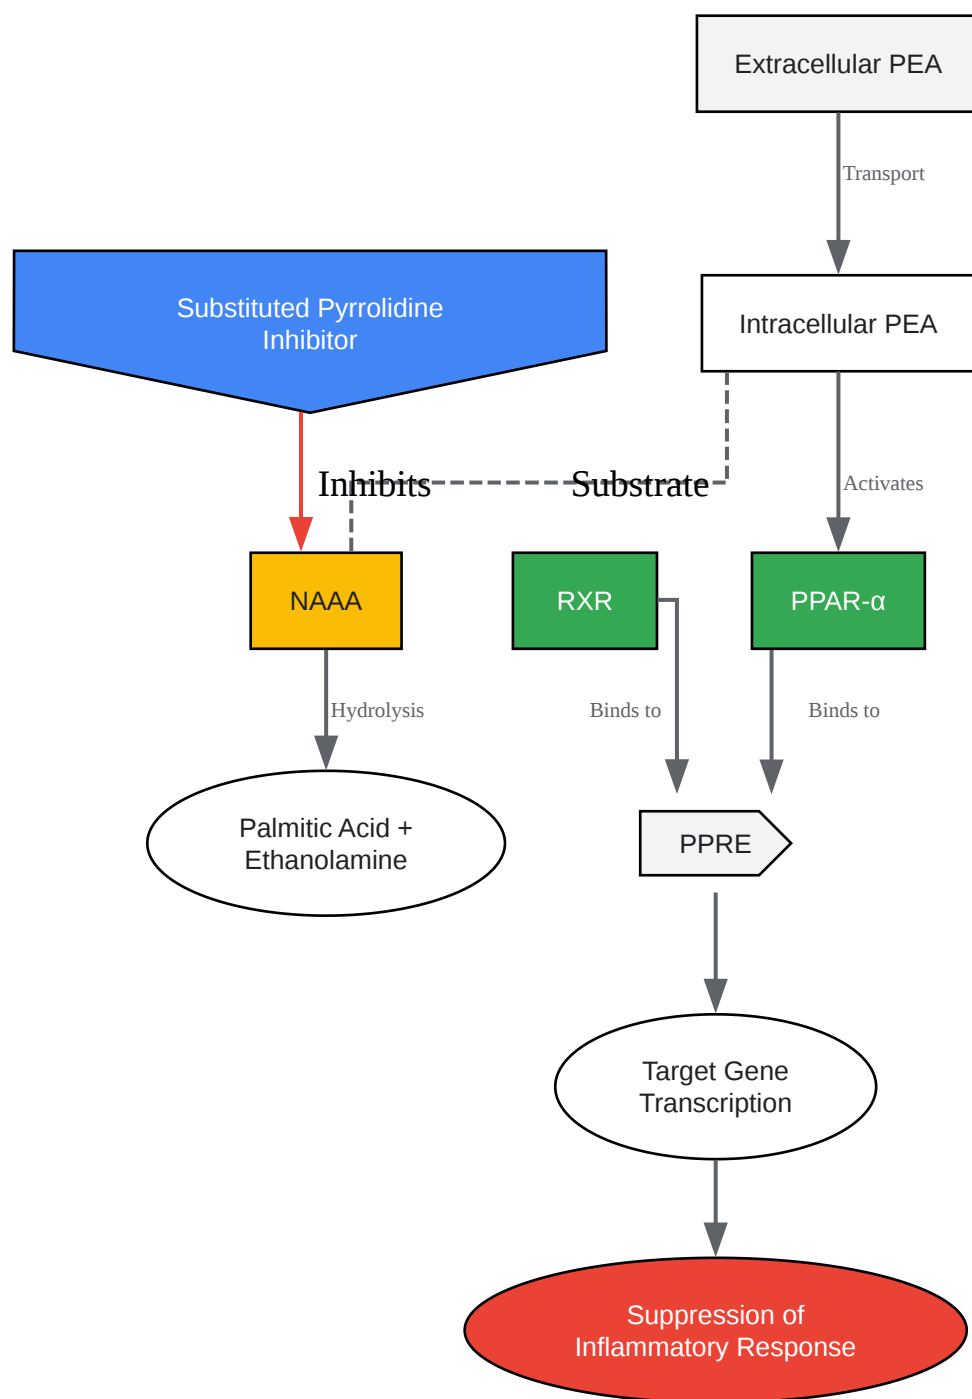 Extracellular PEA
Transport
Substituted Pyrrolidine
Inhibitor
Intracellular PEA
Inhibits
Substrate
Activates
NAAA
RXR
PPAR-α
Hydrolysis
Binds to
Binds to
Palmitic Acid +
Ethanolamine
PPRE
Target Gene
Transcription
Suppression of
Inflammatory Response